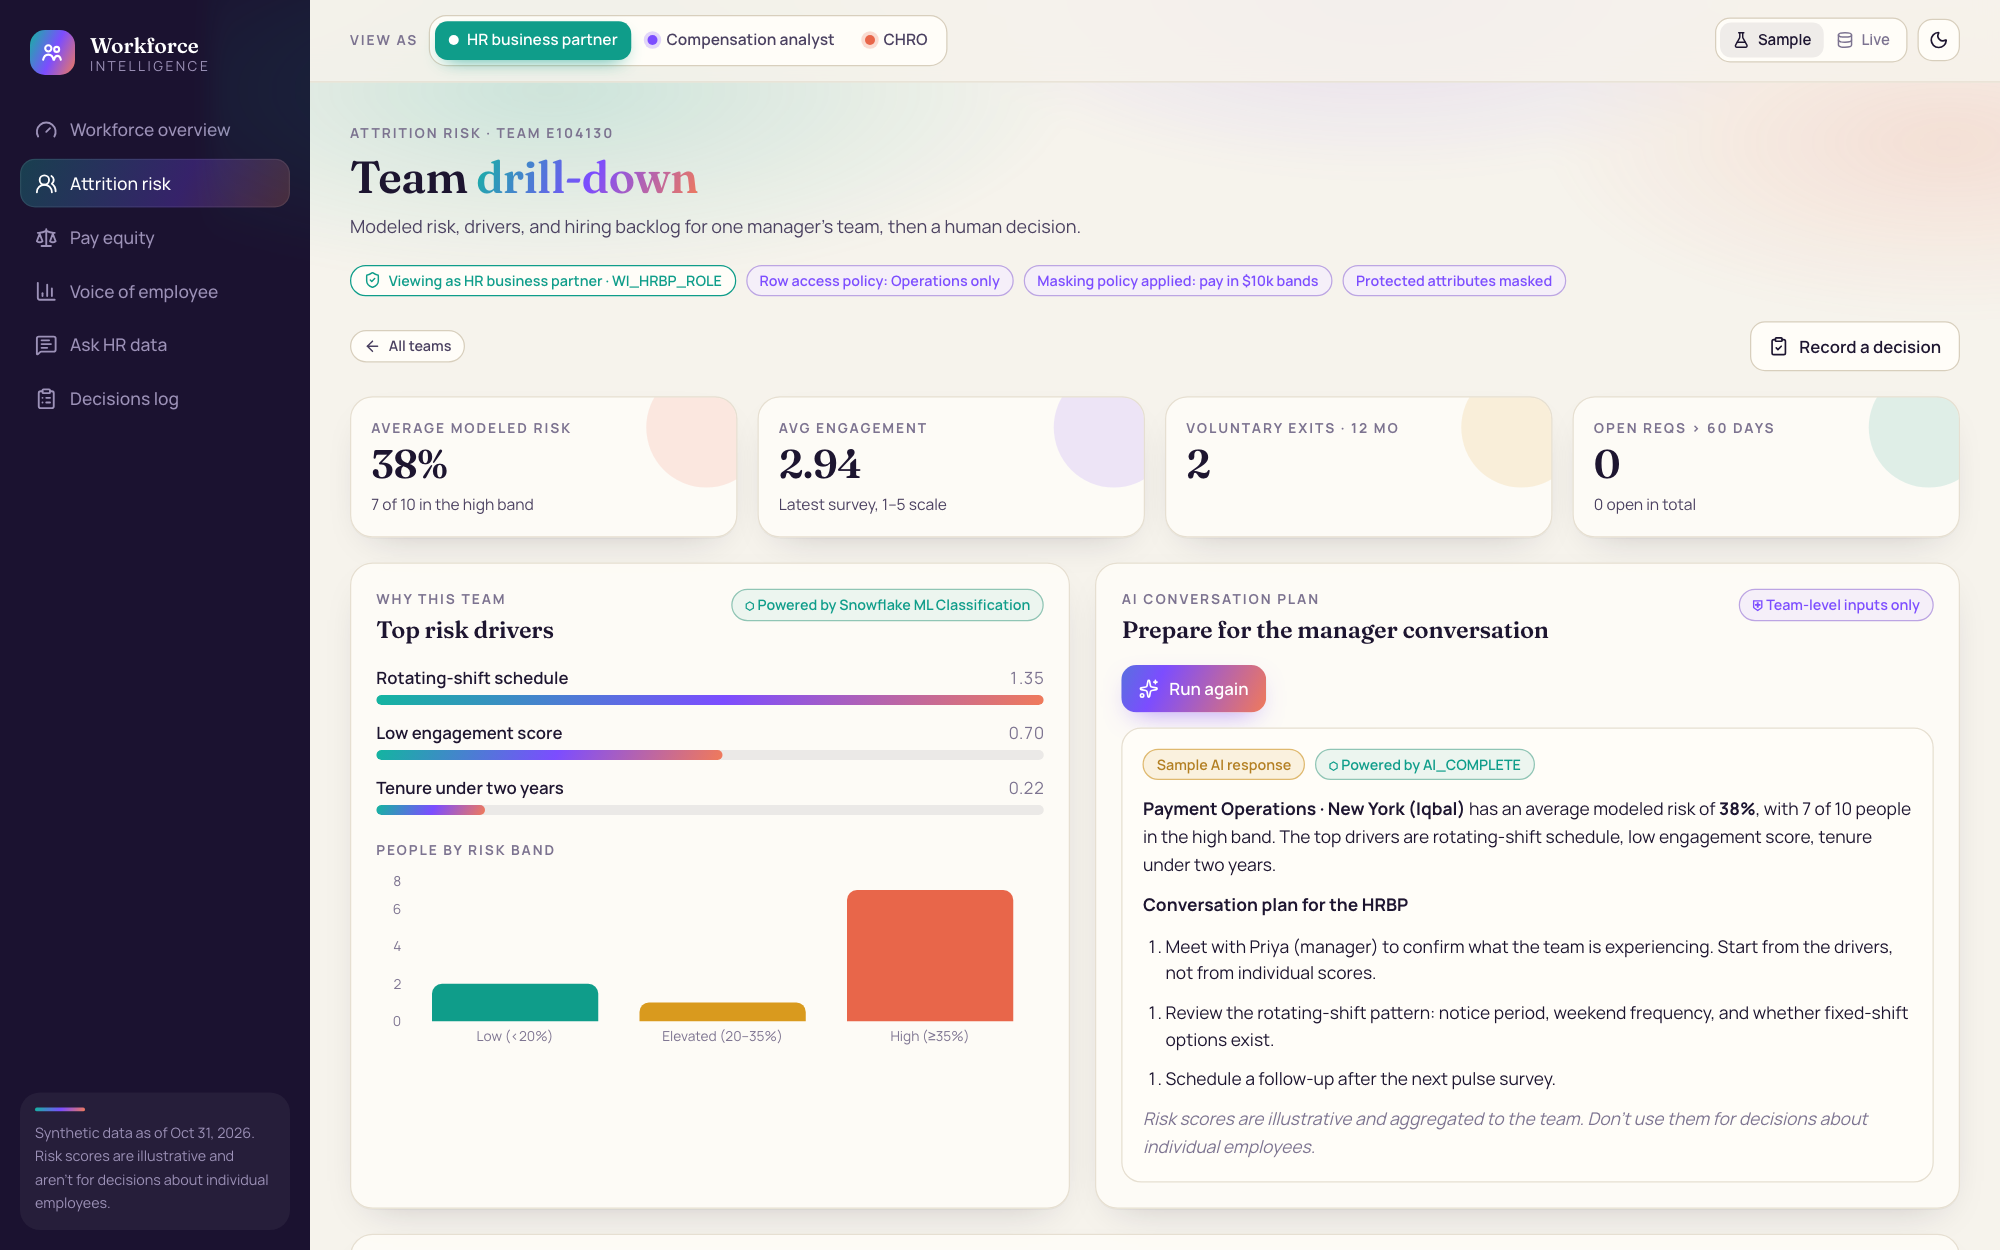 Workforce
INTELLIGENCE
Workforce overview
Attrition risk
Pay equity
Voice of employee
Ask HR data
Decisions log
Synthetic data as of Oct 31, 2026.
Risk scores are illustrative and
aren't for decisions about individual
employees.
VIEW AS
HR business partner
Compensation analyst
CHRO
Sample
Live
ATTRITION RISK · TEAM E104130
Team drill-down
Modeled risk, drivers, and hiring backlog for one manager's team, then a human decision.
Viewing as HR business partner · WI_HRBP_ROLE
Row access policy: Operations only
Masking policy applied: pay in $10k bands
Protected attributes masked
All teams
Record a decision
AVERAGE MODELED RISK
38%
7 of 10 in the high band
AVG ENGAGEMENT
2.94
Latest survey, 1–5 scale
VOLUNTARY EXITS · 12 MO
2
OPEN REQS > 60 DAYS
0
0 open in total
WHY THIS TEAM
Top risk drivers
Powered by Snowflake ML Classification
Rotating-shift schedule 1.35
Low engagement score 0.70
Tenure under two years 0.22
PEOPLE BY RISK BAND
8
6
4
2
0
Low (<20%)
Elevated (20–35%)
High (≥35%)
AI CONVERSATION PLAN
Prepare for the manager conversation
Team-level inputs only
Run again
Sample AI response
Powered by AI_COMPLETE
Payment Operations · New York (Iqbal) has an average modeled risk of 38%, with 7 of 10 people
in the high band. The top drivers are rotating-shift schedule, low engagement score, tenure
under two years.
Conversation plan for the HRBP
1. Meet with Priya (manager) to confirm what the team is experiencing. Start from the drivers,
not from individual scores.
1. Review the rotating-shift pattern: notice period, weekend frequency, and whether fixed-shift
options exist.
1. Schedule a follow-up after the next pulse survey.
Risk scores are illustrative and aggregated to the team. Don't use them for decisions about
individual employees.